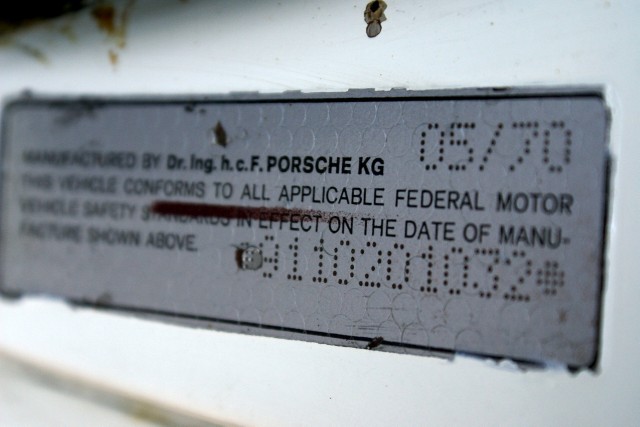 05/70
MANUFACTURED BY Dr. Ing. h. c. F. PORSCHE KG
THIS VEHICLE CONFORMS TO ALL APPLICABLE FEDERAL MOTOR
VEHICLE SAFETY STANDARDS IN EFFECT ON THE DATE OF MANU-
FACTURE SHOWN ABOVE.
9110201032